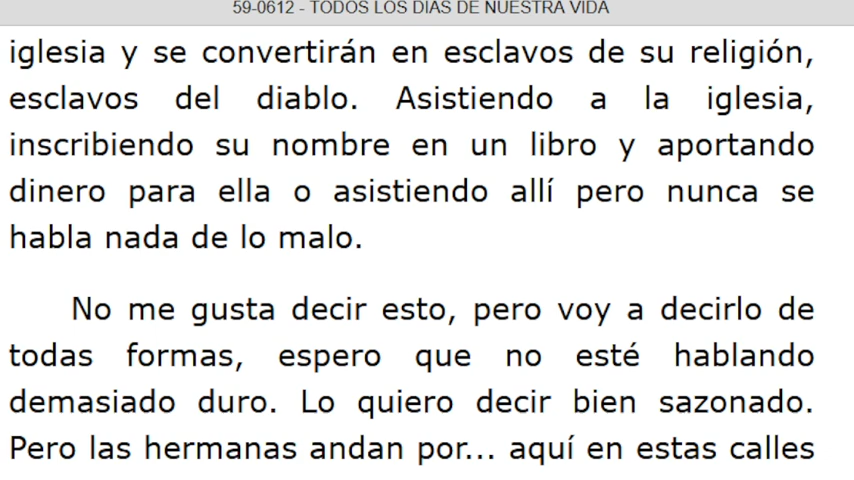 59-0612 - TODOS LOS DIAS DE NUESTRA VIDA
iglesia y se convertirán en esclavos de su religión,
esclavos del diablo. Asistiendo a la iglesia,
inscribiendo su nombre en un libro y aportando
dinero para ella o asistiendo allí pero nunca se
habla nada de lo malo.
No me gusta decir esto, pero voy a decirlo de
todas formas, espero que no esté hablando
demasiado duro. Lo quiero decir bien sazonado.
Pero las hermanas andan por... aquí en estas calles